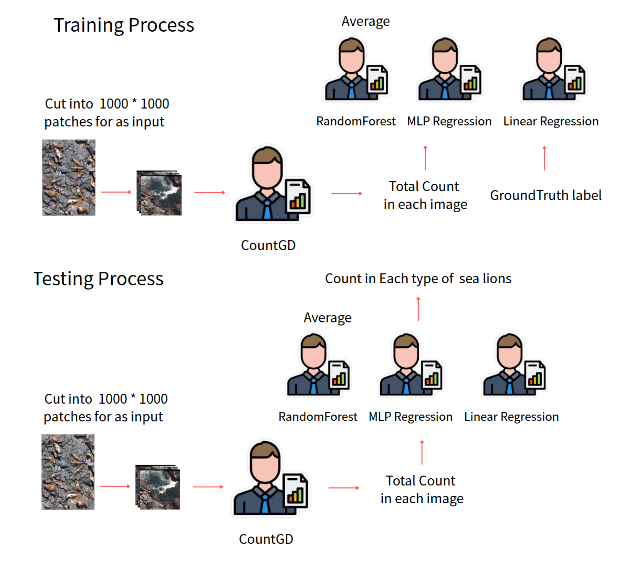 Training Process
Average
Cut into 1000 * 1000
patches for as input
RandomForest
MLP Regression
Linear Regression
Total Count
in each image
GroundTruth label
CountGD
Testing Process
Count in Each type of sea lions
Average
Cut into 1000 * 1000
patches for as input
RandomForest
MLP Regression
Linear Regression
Total Count
in each image
CountGD